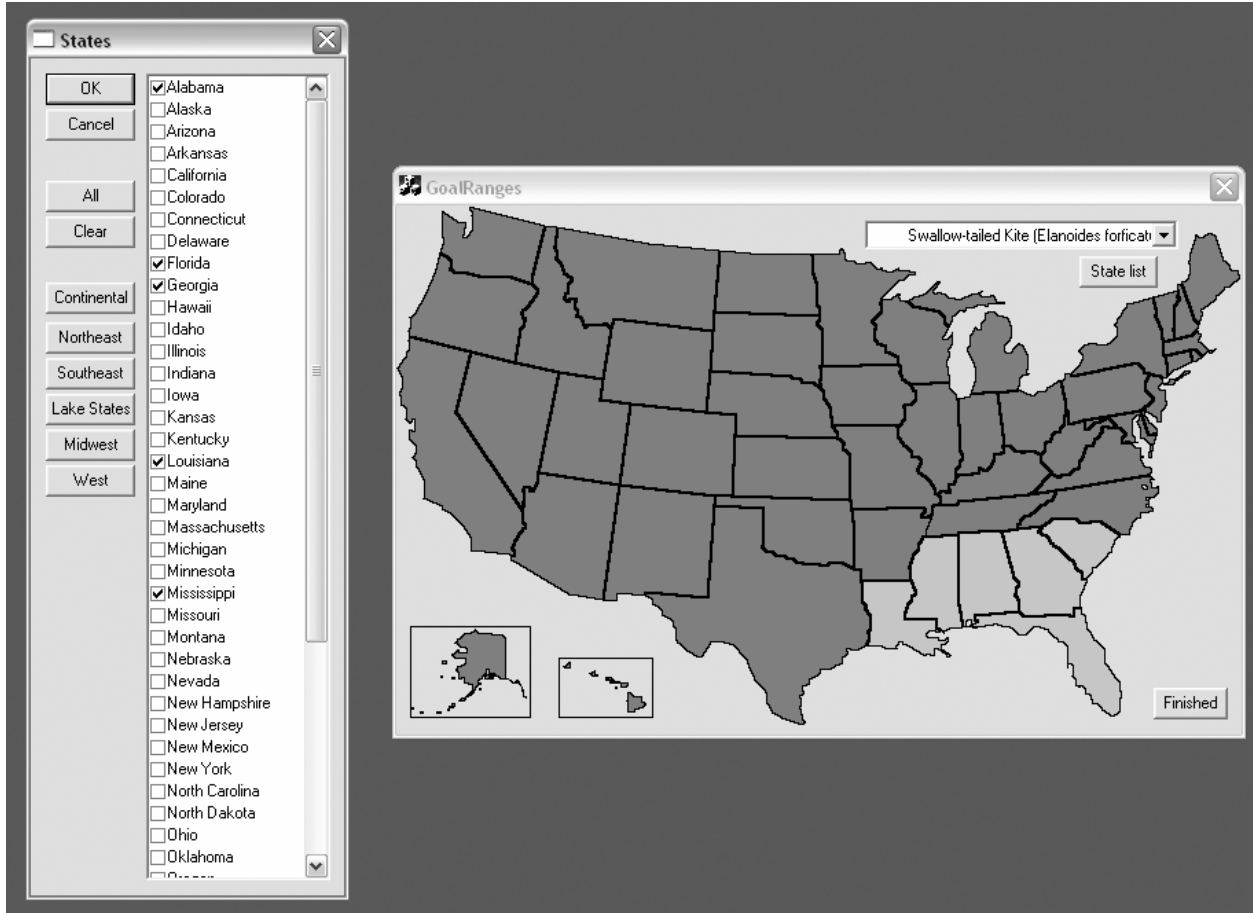 States
OK
Cancel
All
Clear
Continental
Northeast
Southeast
Lake States
Midwest
West
Alabama
Alaska
Arizona
Arkansas
California
Colorado
Connecticut
Delaware
Florida
Georgia
Hawaii
Idaho
Illinois
Indiana
Iowa
Kansas
Kentucky
Louisiana
Maine
Maryland
Massachusetts
Michigan
Minnesota
Mississippi
Missouri
Montana
Nebraska
Nevada
New Hampshire
New Jersey
New Mexico
New York
North Carolina
North Dakota
Ohio
Oklahoma
GoalRanges
Swallow-tailed Kite (Elanoides forficat
State list
Finished